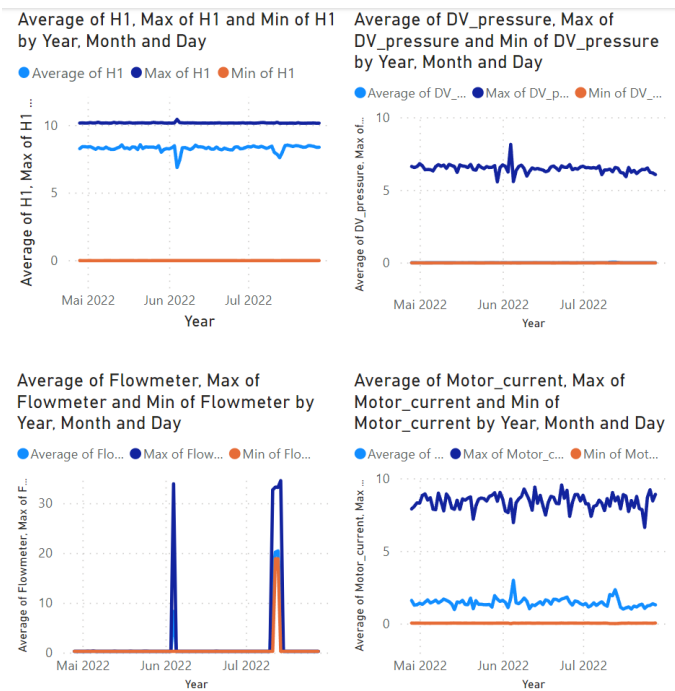 Average of H1, Max of H1 and Min of H1
by Year, Month and Day
Average of H1 Max of H1 Min of H1
Average of H1, Max of H1 ...
10
5
0
Mai 2022 Jun 2022 Jul 2022
Year
Average of DV_pressure, Max of
DV_pressure and Min of DV_pressure
by Year, Month and Day
Average of DV_... Max of DV_p... Min of DV_...
Average of DV_pressure, Max of...
10
5
0
Mai 2022 Jun 2022 Jul 2022
Year
Average of Flowmeter, Max of
Flowmeter and Min of Flowmeter by
Year, Month and Day
Average of Flo... Max of Flow... Min of Flo...
Average of Flowmeter, Max of F...
30
20
10
0
Mai 2022 Jun 2022 Jul 2022
Year
Average of Motor_current, Max of
Motor_current and Min of
Motor_current by Year, Month and Day
Average of ... Max of Motor_c... Min of Mot...
Average of Motor_current, Max ...
10
5
0
Mai 2022 Jun 2022 Jul 2022
Year